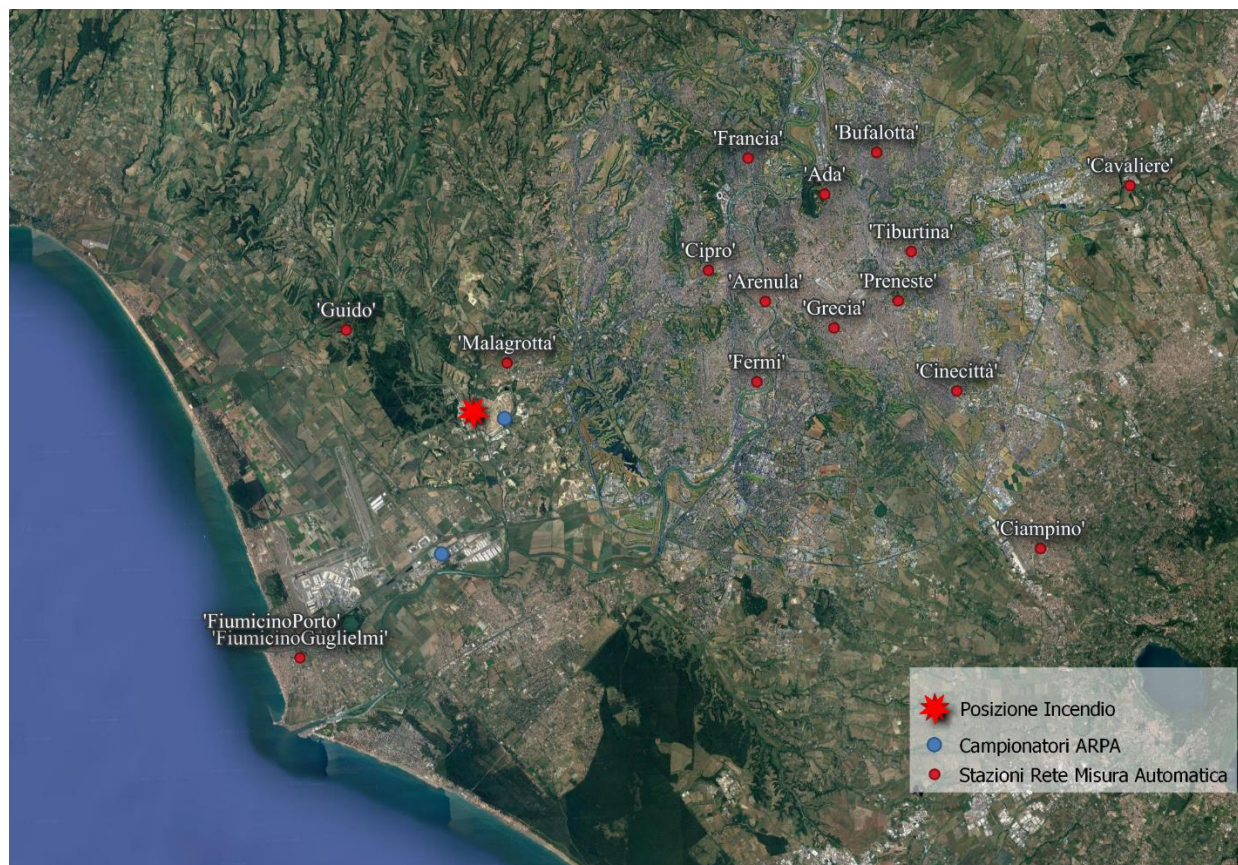 'Francia'
'Bufalotta'
'Ada'
'Cavaliere'
'Tiburtina'
'Cipro'
'Arenula'
'Preneste'
'Guido'
'Grecia'
'Malagrotta'
'Fermi'
'Cinecittà'
'Ciampino'
'FiumicinoPorto'
'FiumicinoGuglielmi'
Posizione Incendio
Campionatori ARPA
Stazioni Rete Misura Automatica